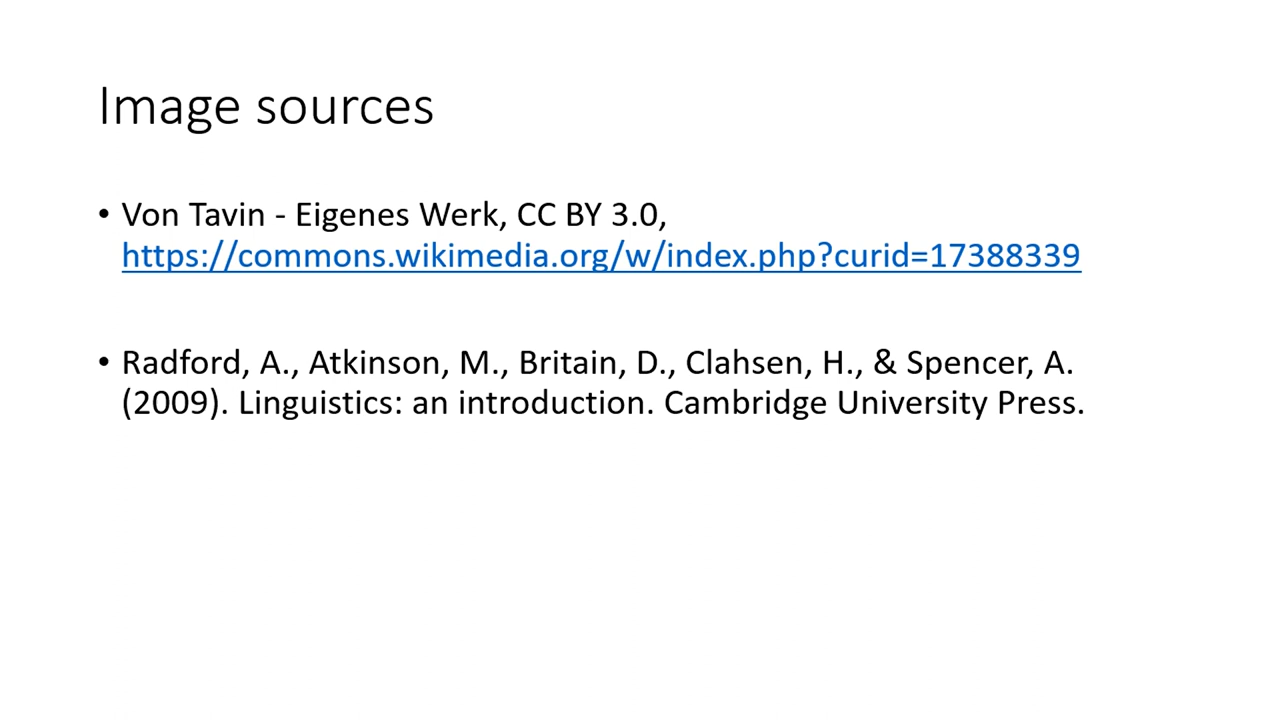 Image sources
• Von Tavin - Eigenes Werk, CC BY 3.0,
https://commons.wikimedia.org/w/index.php?curid=17388339
• Radford, A., Atkinson, M., Britain, D., Clahsen, H., & Spencer, A.
(2009). Linguistics: an introduction. Cambridge University Press.